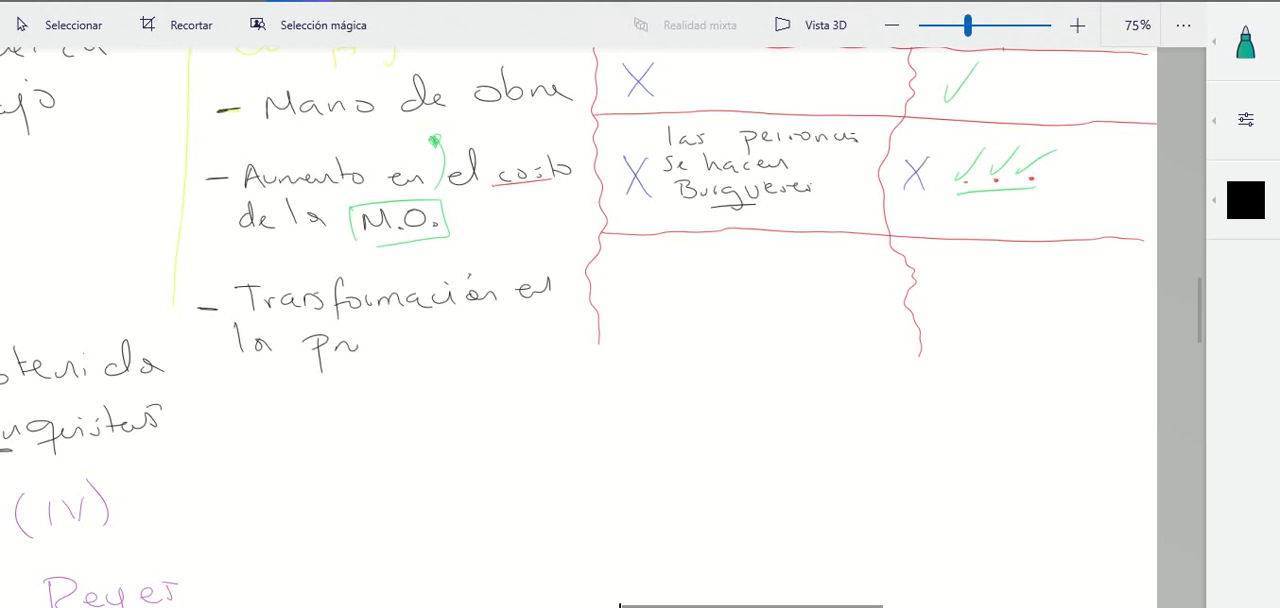 Seleccionar Recortar Selección mágica Realidad mixta Vista 3D 75%
- Mano de obra
- Aumento en el costo
de la M.O.
- Transformación en
la pr
X
✓
X las personas
se hacen
Burgueses
X ✓✓✓
(IV)
Reyes